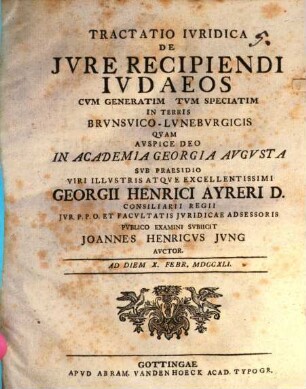 TRACTATIO IVRIDICA
DE
JVRE RECIPIENDI
IVDAEOS
CVM GENERATIM TVM SPECIATIM
IN TERRIS
BRVNSVICO-LVNEBVRGICIS
QVAM
AVSPICE DEO
IN ACADEMIA GEORGIA AVGVSTA
SVB PRAESIDIO
VIRI ILLVSTRIS ATQVE EXCELLENTISSIMI
GEORGII HENRICI AYRERI D.
CONSILIARII REGII
JVR. P. P. O. ET FACVLTATIS JVRIDICAE ADSESSORIS
PVBLICO EXAMINI SVBIICIT
JOANNES HENRICVS JVNG
AVCTOR.
AD DIEM X. FEBR. MDCCXLI.
GOTTINGAE
APVD ABRAM. VANDENHOECK ACAD. TYPOGR.